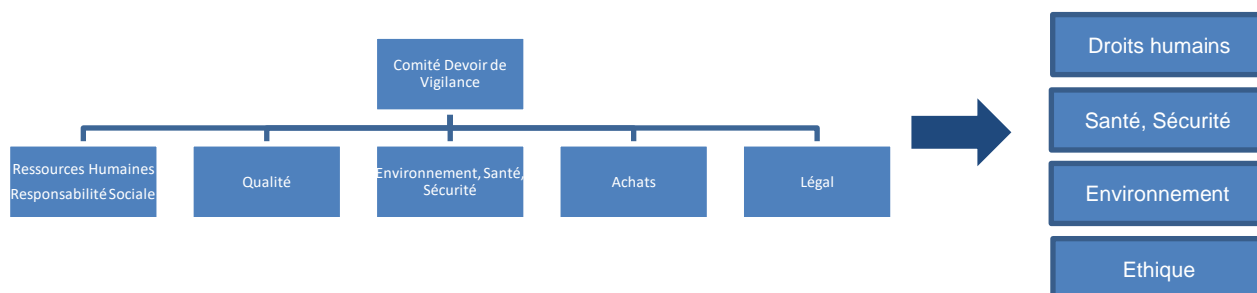 Comité Devoir de
Vigilance
Ressources Humaines
Responsabilité Sociale
Qualité
Environnement, Santé,
Sécurité
Achats
Légal
Droits humains
Santé, Sécurité
Environnement
Ethique